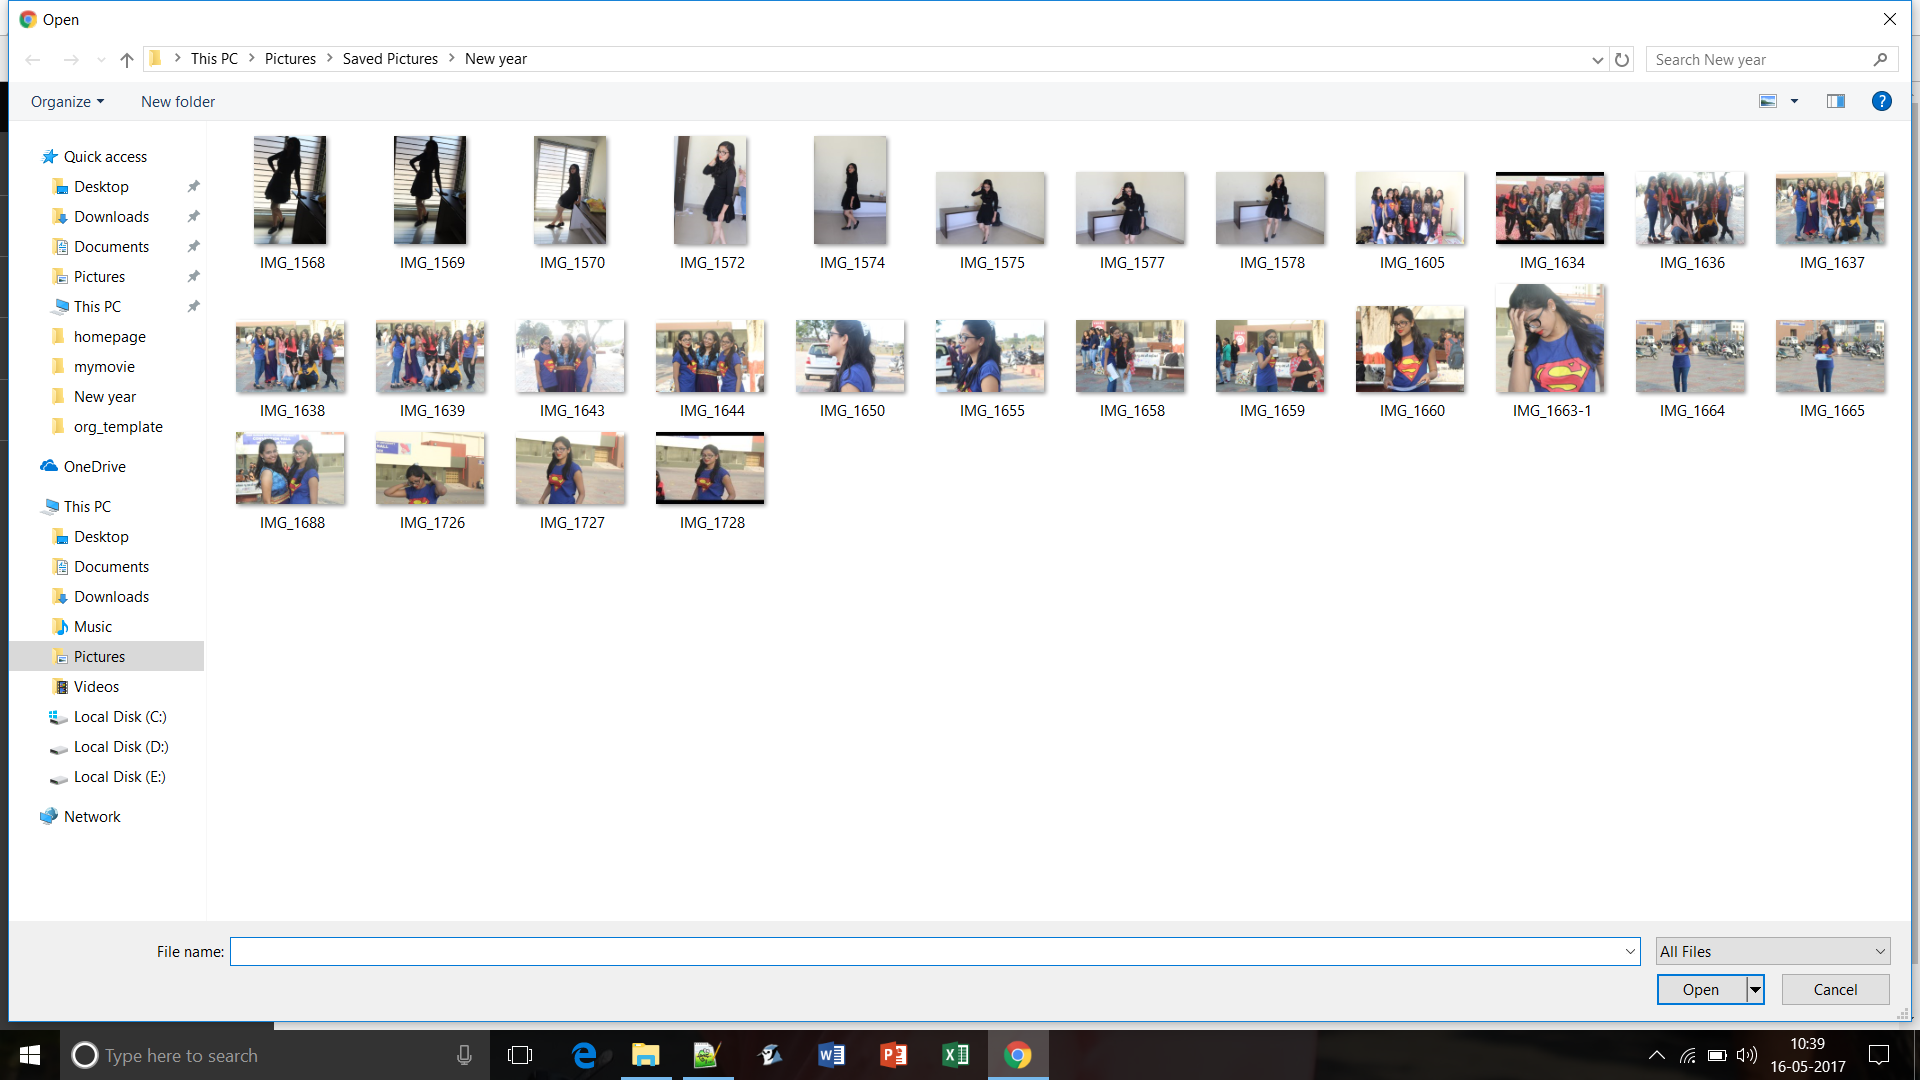 Open
This PC > Pictures > Saved Pictures > New year
Search New year
Organize
New folder
?
Quick access
Desktop
Downloads
Documents
Pictures
This PC
homepage
mymovie
New year
org_template
OneDrive
This PC
Desktop
Documents
Downloads
Music
Pictures
Videos
Local Disk (C:)
Local Disk (D:)
Local Disk (E:)
Network
IMG_1568 IMG_1569 IMG_1570 IMG_1572 IMG_1574 IMG_1575 IMG_1577 IMG_1578 IMG_1605 IMG_1634 IMG_1636 IMG_1637
IMG_1638 IMG_1639 IMG_1643 IMG_1644 IMG_1650 IMG_1655 IMG_1658 IMG_1659 IMG_1660 IMG_1663-1 IMG_1664 IMG_1665
IMG_1688 IMG_1726 IMG_1727 IMG_1728
File name:
All Files
Open
Cancel
Type here to search
10:39
16-05-2017